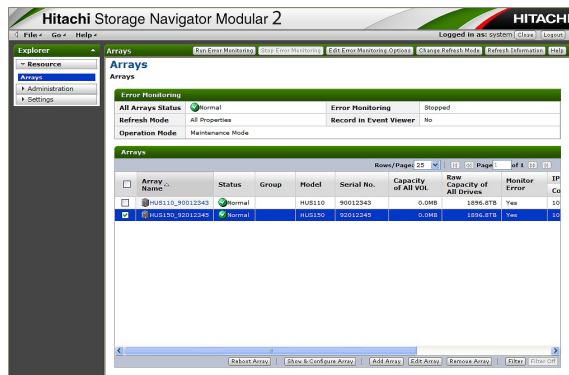 Hitachi Storage Navigator Modular 2
HITACHI
File Go Help
Logged in as: system Close Logout
Explorer
Resource
Arrays
Administration
Settings
Arrays Run Error Monitoring Stop Error Monitoring Edit Error Monitoring Options Change Refresh Mode Refresh Information Help
Arrays
Arrays
Error Monitoring
All Arrays Status Normal Error Monitoring Stopped
Refresh Mode All Properties Record in Event Viewer No
Operation Mode Maintenance Mode
Arrays
Rows/Page: 25 Page 1 of 1
Array Name Status Group Model Serial No. Capacity of All VOL Raw Capacity of All Drives Monitor Error IP Co
HUS110_90012343 Normal HUS110 90012343 0.0MB 1896.8TB Yes 10
HUS150_92012345 Normal HUS150 92012345 0.0MB 1896.8TB Yes 10
Reboot Array Show & Configure Array Add Array Edit Array Remove Array Filter Filter Off